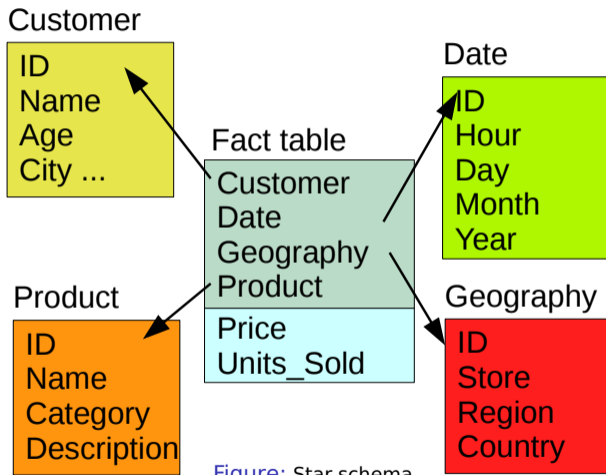 Customer
ID
Name
Age
City ...
Date
ID
Hour
Day
Month
Year
Fact table
Customer
Date
Geography
Product
Price
Units_Sold
Product
ID
Name
Category
Description
Geography
ID
Store
Region
Country
Figure: Star schema